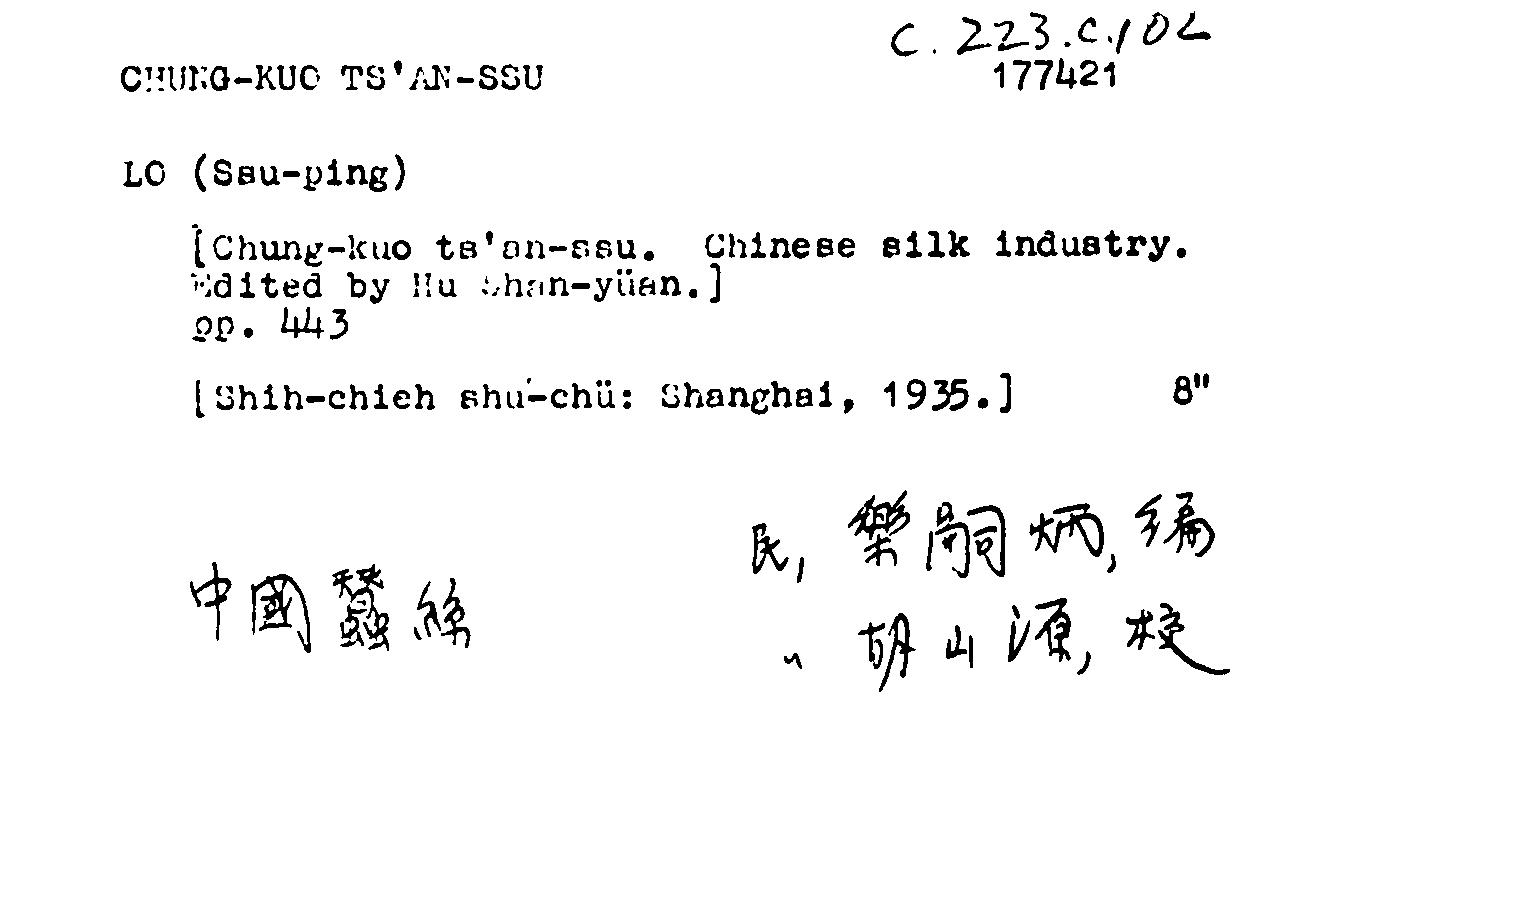 C.223.C.102
177421
CHUNG-KUO TS'AN-SSU
LO (Ssu-ping)
[Chung-kuo ts'an-ssu. Chinese silk industry.
Edited by Hu Shan-yüan.]
pp. 443
[Shih-chieh shu-chü: Shanghai, 1935.] 8"
民, 樂嗣炳, 編
中國蠶絲
〃 胡山源, 校